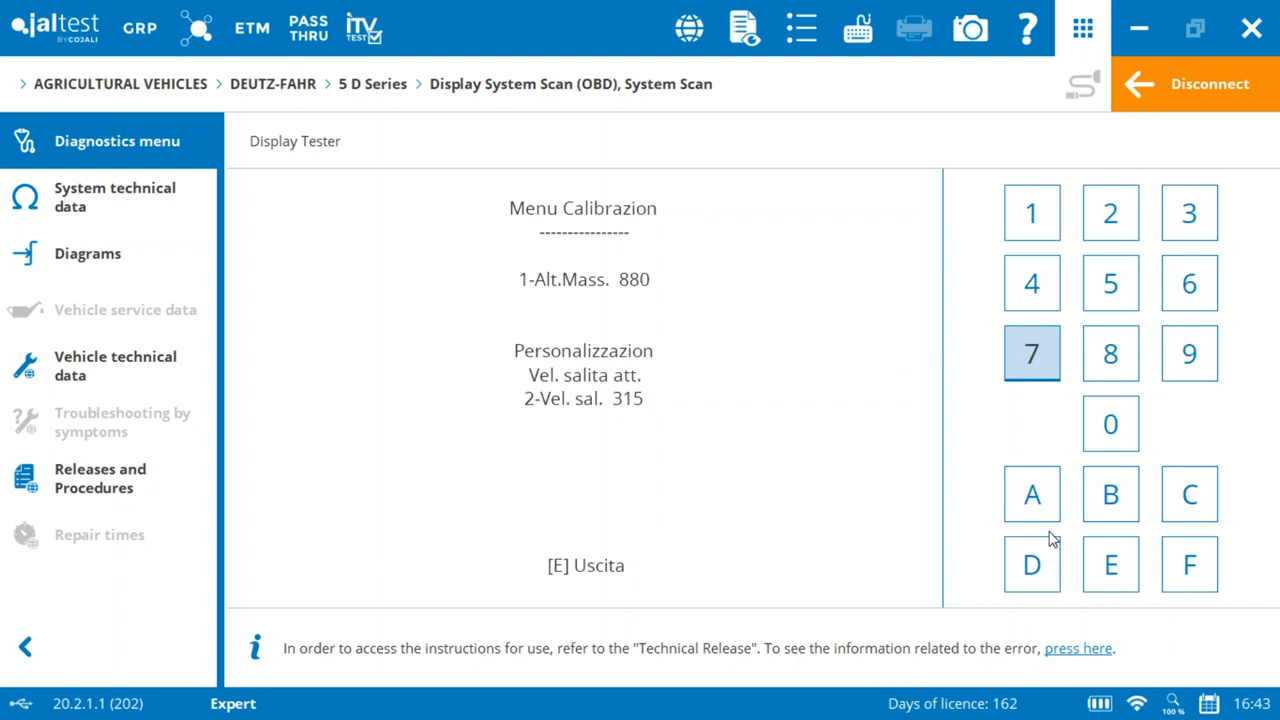 jaltest
BY COJALI
GRP
ETM
PASS
THRU
ITV
TEST
?
> AGRICULTURAL VEHICLES > DEUTZ-FAHR > 5 D Series > Display System Scan (OBD), System Scan
Disconnect
Diagnostics menu
System technical
data
Diagrams
Vehicle service data
Vehicle technical
data
Troubleshooting by
symptoms
Releases and
Procedures
Repair times
Display Tester
Menu Calibrazion
----------------
1-Alt.Mass. 880
Personalizzazion
Vel. salita att.
2-Vel. sal. 315
[E] Uscita
1 2 3
4 5 6
7 8 9
0
A B C
D E F
In order to access the instructions for use, refer to the "Technical Release". To see the information related to the error, press here.
20.2.1.1 (202)
Expert
Days of licence: 162
100 %
16:43